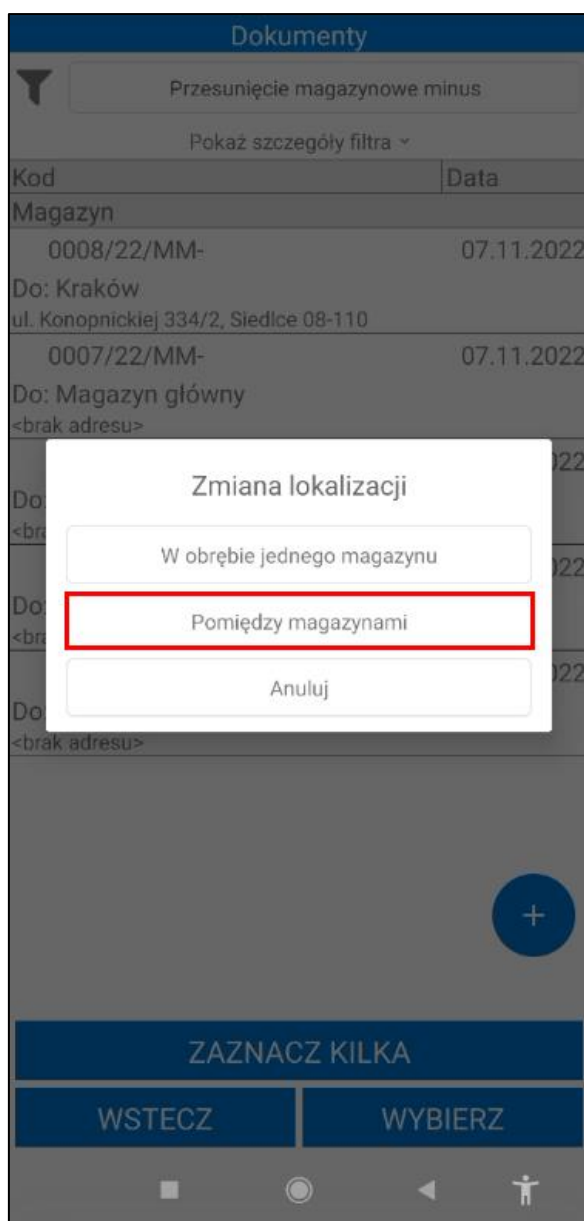 Dokumenty
Przesunięcie magazynowe minus
Pokaż szczegóły filtra
Kod Data
Magazyn
0008/22/MM- 07.11.2022
Do: Kraków
ul. Konopnickiej 334/2, Siedlce 08-110
0007/22/MM- 07.11.2022
Do: Magazyn główny
<brak adresu>
Zmiana lokalizacji
W obrębie jednego magazynu
Pomiędzy magazynami
Anuluj
<brak adresu>
+
ZAZNACZ KILKA
WSTECZ WYBIERZ